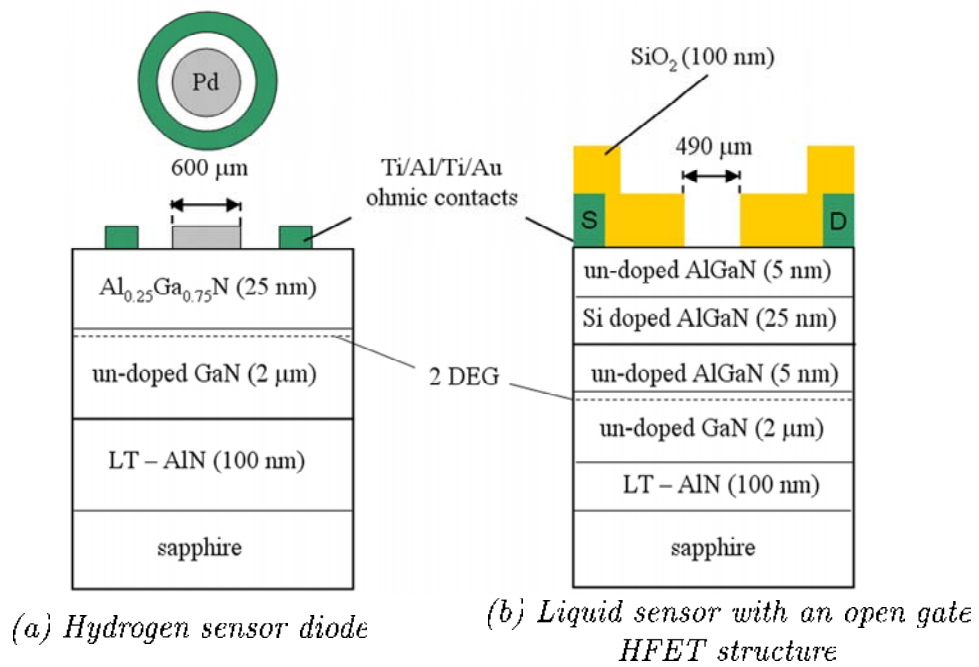 Pd
600 μm
Al0.25Ga0.75N (25 nm)
un-doped GaN (2 μm)
LT – AlN (100 nm)
sapphire
(a) Hydrogen sensor diode
Ti/Al/Ti/Au
ohmic contacts
2 DEG
SiO2 (100 nm)
490 μm
S
D
un-doped AlGaN (5 nm)
Si doped AlGaN (25 nm)
un-doped AlGaN (5 nm)
un-doped GaN (2 μm)
LT – AlN (100 nm)
sapphire
(b) Liquid sensor with an open gate
HFET structure